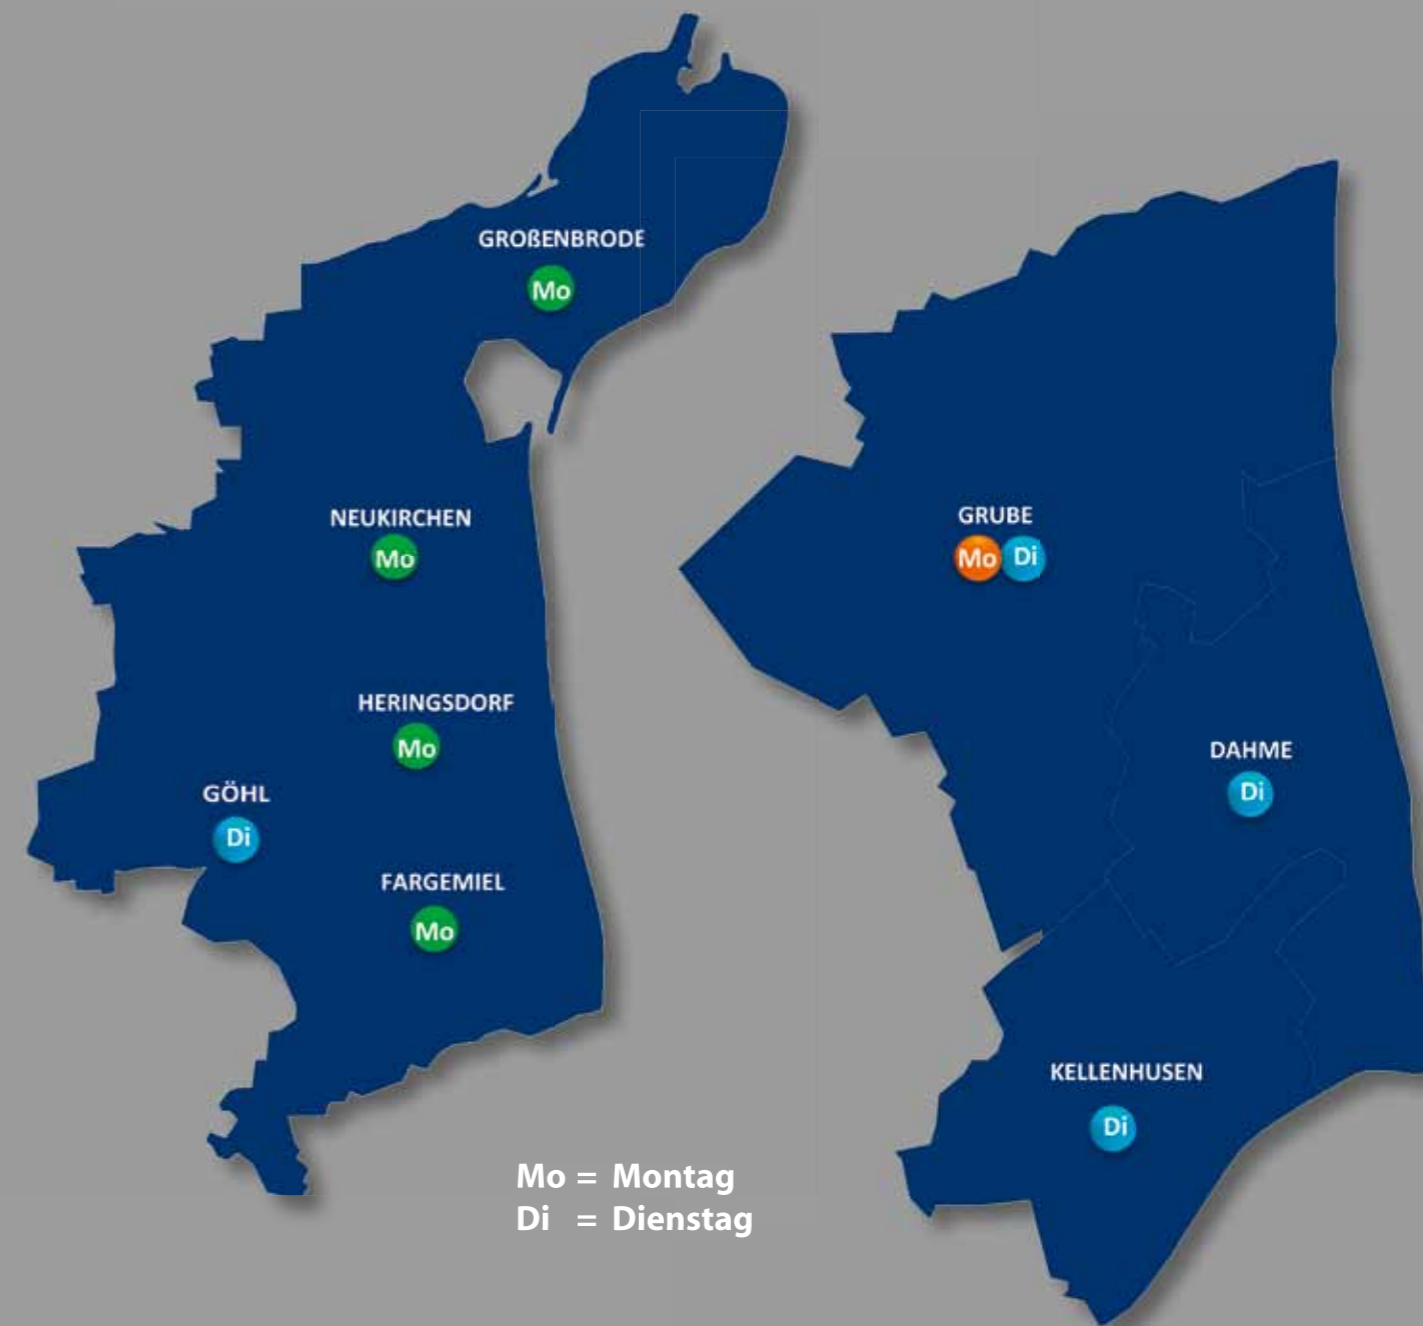 GROßENBRODE
Mo
NEUKIRCHEN
Mo
HERINGSDORF
Mo
GÖHL
Di
FARGEMIEL
Mo
GRUBE
Mo Di
DAHME
Di
KELLENHUSEN
Di
Mo = Montag
Di = Dienstag